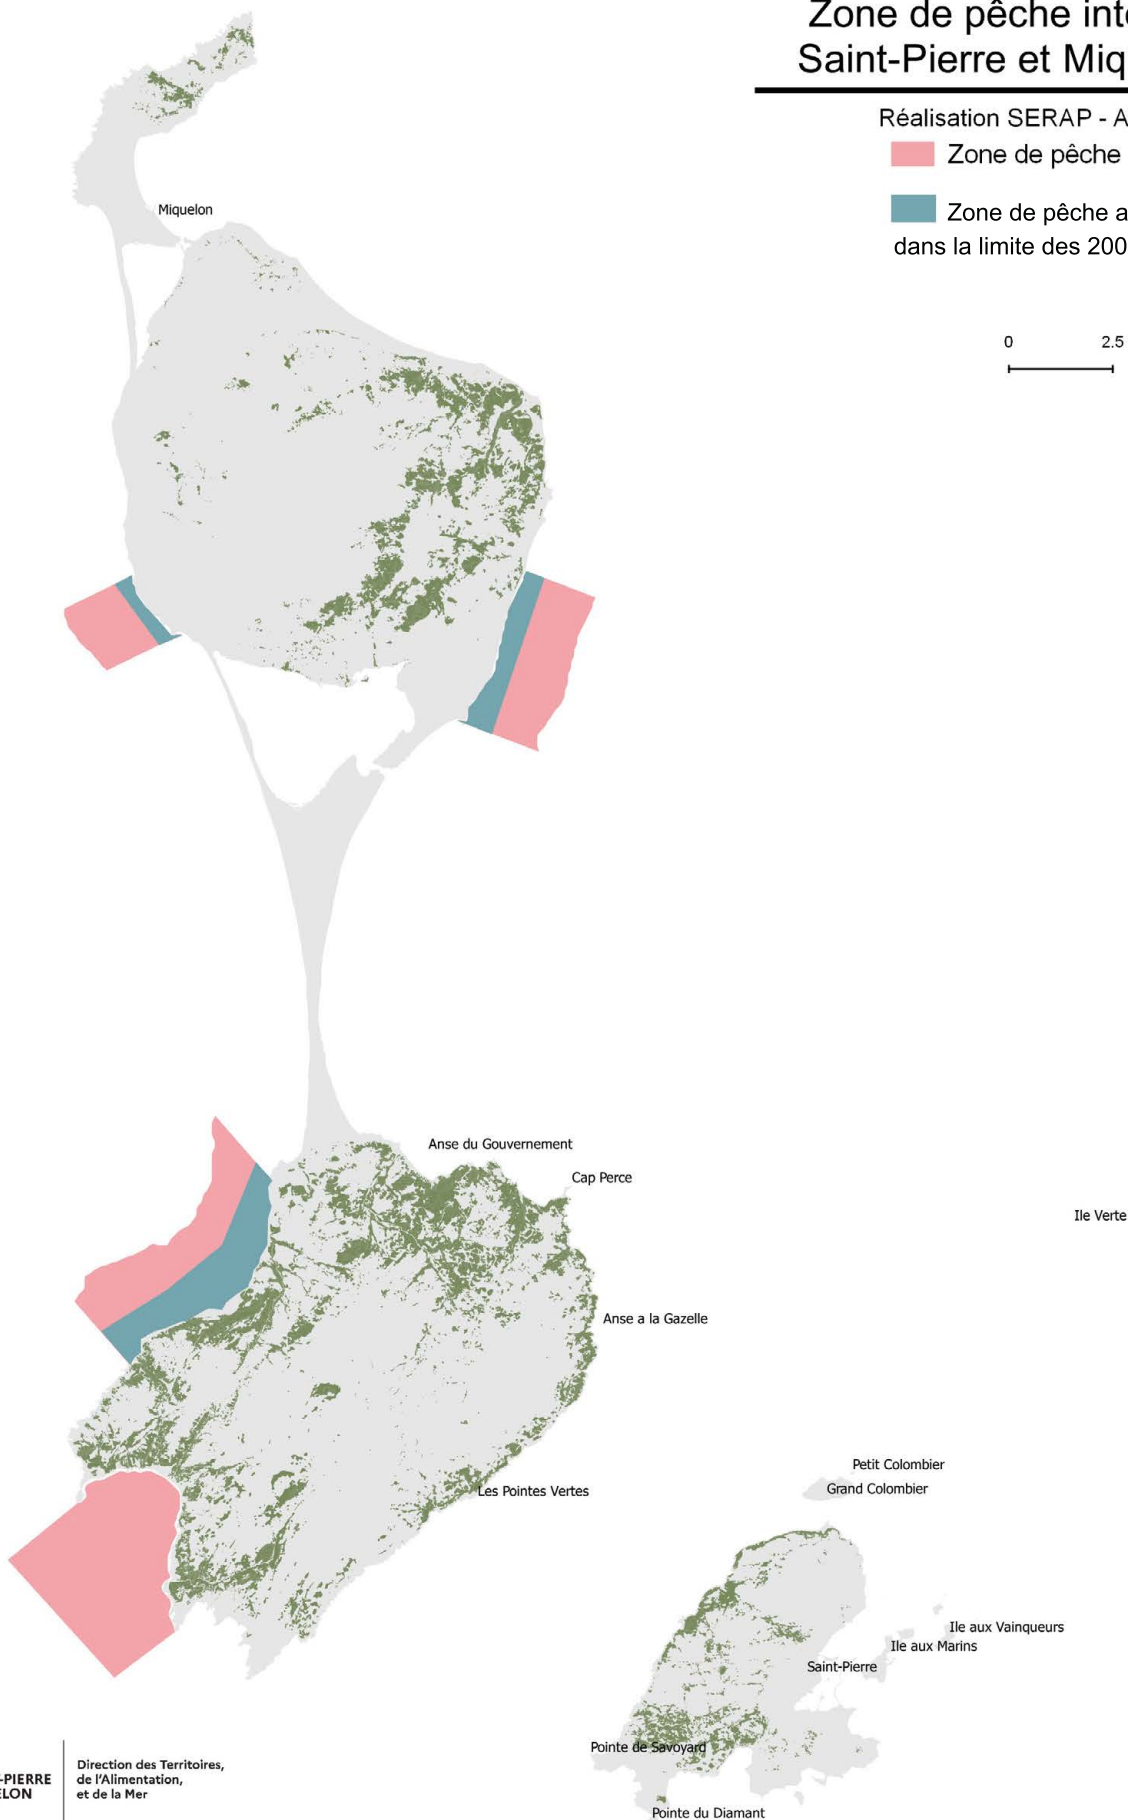 Zone de pêche
Saint-Pierre et
Réalisation SERAP -
Zone de pêche
Zone de pêche
dans la limite des 200
0 2.5
Miquelon
Anse du Gouvernement
Cap Perce
Ile Verte
Anse a la Gazelle
Petit Colombier
Grand Colombier
Les Pointes Vertes
Ile aux Vainqueurs
Ile aux Marins
Saint-Pierre
Pointe de Savoyard
Pointe du Diamant
-PIERRE
ELON
Direction des Territoires,
de l'Alimentation,
et de la Mer